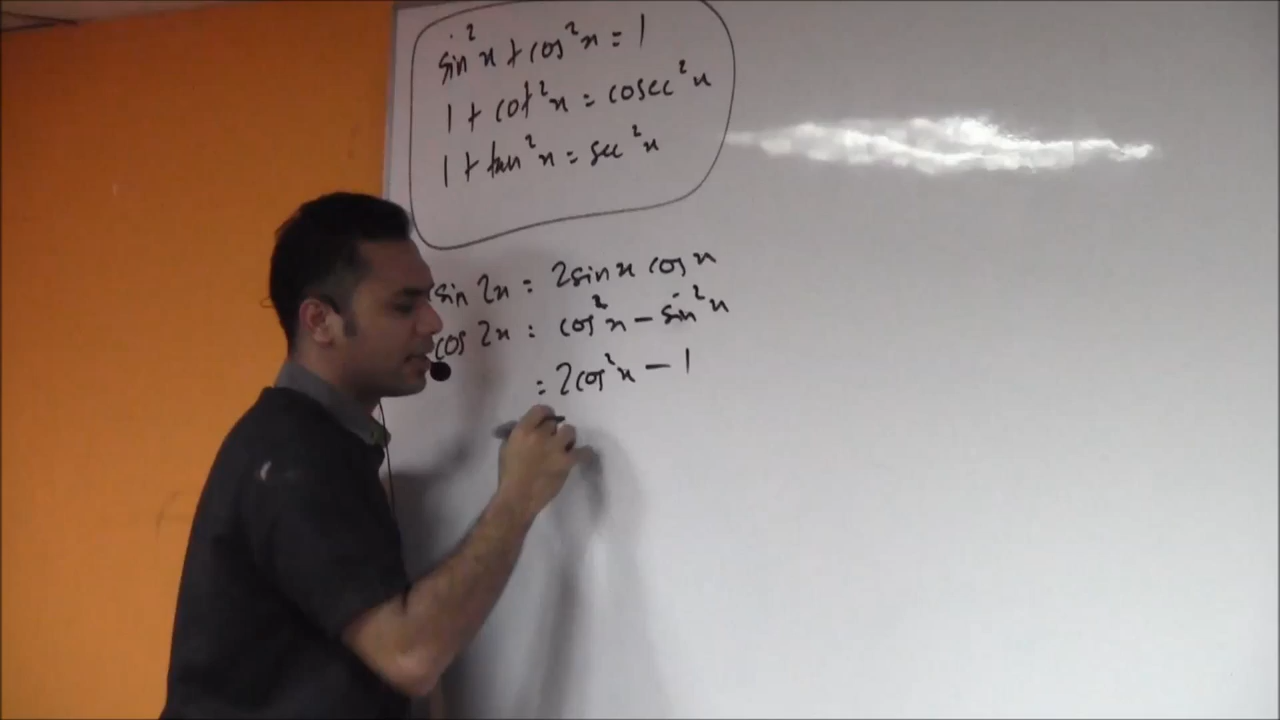 sin²x + cos²x = 1
1 + cot²x = cosec²x
1 + tan²x = sec²x
sin 2x = 2sinx cosx
cos 2x = cos²x - sin²x
= 2cos²x - 1